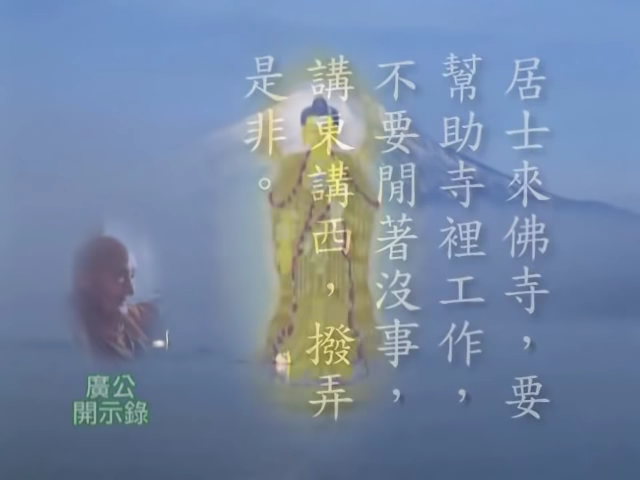 居士來佛寺，要
幫助寺裡工作，
不要閒著沒事，
講東講西，撥弄
是非。
廣公
開示錄